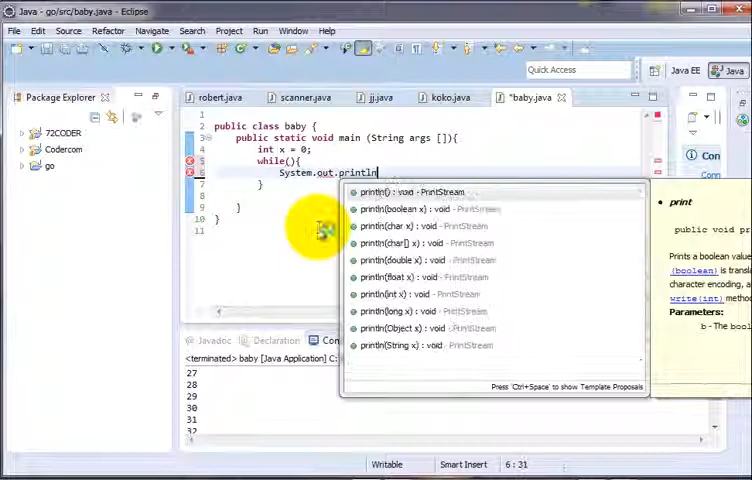 Java - go/src/baby.java - Eclipse
File Edit Source Refactor Navigate Search Project Run Window Help
Quick Access
Java EE
Java
Package Explorer
robert.java
scanner.java
jj.java
koko.java
*baby.java
72CODER
Codercom
go
1
2 public class baby {
3 public static void main (String args []){
4 int x = 0;
5 while(){
6 System.out.println
7 }
8
9 }
10 }
11
println() : void - PrintStream
println(boolean x) : void - PrintStream
println(char x) : void - PrintStream
println(char[] x) : void - PrintStream
println(double x) : void - PrintStream
println(float x) : void - PrintStream
println(int x) : void - PrintStream
println(long x) : void - PrintStream
println(Object x) : void - PrintStream
println(String x) : void - PrintStream
Press 'Ctrl+Space' to show Template Proposals
print
public void pr
Prints a boolean value
(boolean) is transla
character encoding, a
write(int) method
Parameters:
b - The bool
Con
Conn
Javadoc
Declaration
Con
<terminated> baby [Java Application] C:
27
28
29
30
31
32
Writable
Smart Insert
6 : 31